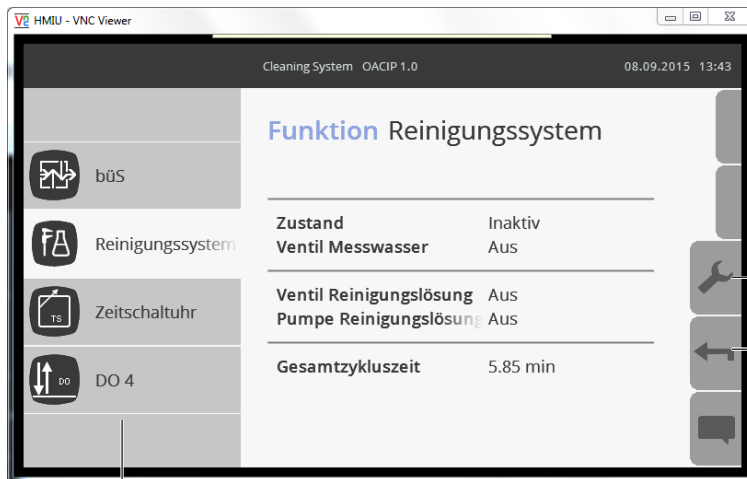 HMIU - VNC Viewer
Cleaning System OACIP 1.0 08.09.2015 13:43
Funktion Reinigungssystem
büS
Reinigungssystem
TS Zeitschaltuhr
DO DO 4
Zustand Inaktiv
Ventil Messwasser Aus
Ventil Reinigungslösung Aus
Pumpe Reinigungslösung Aus
Gesamtzykluszeit 5.85 min